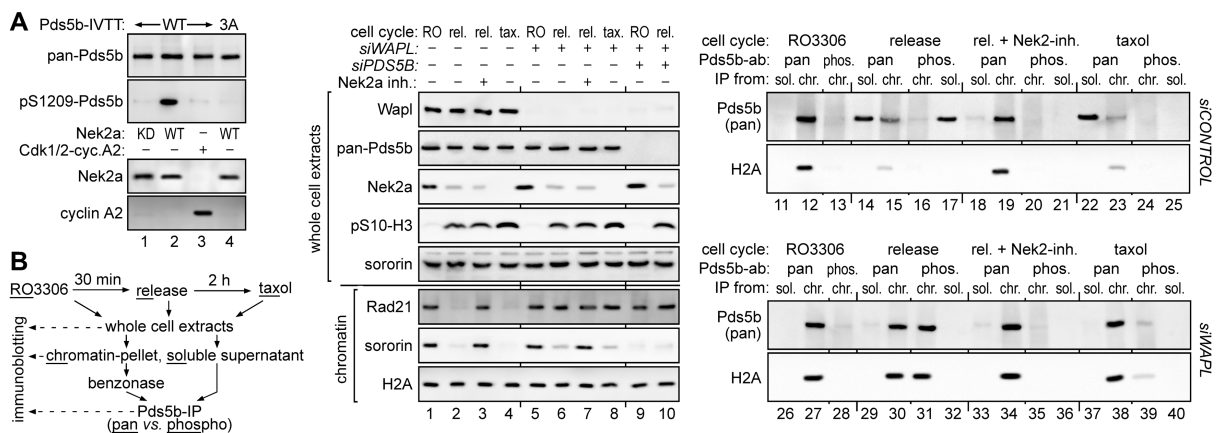 A
Pds5b-IVTT: WT 3A
pan-Pds5b
pS1209-Pds5b
Nek2a: KD WT – WT
Cdk1/2-cyc.A2: +
Nek2a
cyclin A2
1 2 3 4
B
RO3306 30 min release 2 h taxol
whole cell extracts
chromatin-pellet, soluble supernatant
benzonase
Pds5b-IP
(pan vs. phospho)
immunoblotting
cell cycle: RO rel. rel. tax. RO rel. rel. tax. RO rel.
siWAPL: – – – – + + + + + +
siPDS5B: – – – – – – – – + +
Nek2a inh.: – – + – – – + – – –
whole cell extracts
Wapl
pan-Pds5b
Nek2a
pS10-H3
sororin
chromatin
Rad21
sororin
H2A
1 2 3 4 5 6 7 8 9 10
cell cycle: RO3306 release rel. + Nek2-inh. taxol
Pds5b-ab: pan phos. pan phos. pan phos. pan phos.
IP from: sol. chr. chr. sol. chr. chr. sol. sol. chr. chr. sol. sol. chr. chr. sol.
Pds5b
(pan)
H2A
siCONTROL
11 12 13 14 15 16 17 18 19 20 21 22 23 24 25
cell cycle: RO3306 release rel. + Nek2-inh. taxol
Pds5b-ab: pan phos. pan phos. pan phos. pan phos.
IP from: sol. chr. chr. sol. chr. chr. sol. sol. chr. chr. sol. sol. chr. chr. sol.
Pds5b
(pan)
H2A
siWAPL
26 27 28 29 30 31 32 33 34 35 36 37 38 39 40